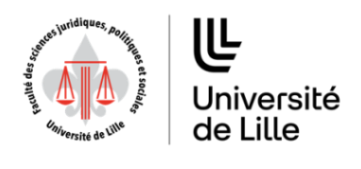 Faculté des sciences juridiques, politiques et sociales
Université de Lille
Université
de Lille